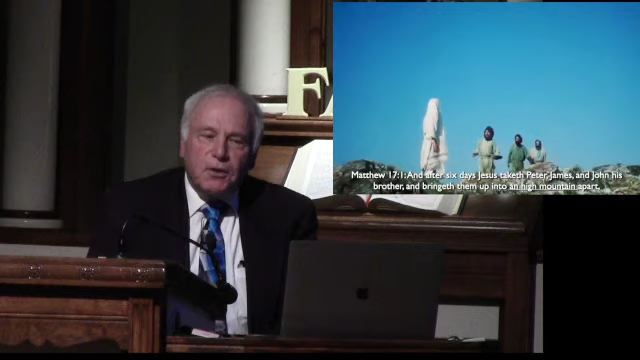 FA
Matthew 17:1: And after six days Jesus taketh Peter, James, and John his
brother, and bringeth them up into an high mountain apart,